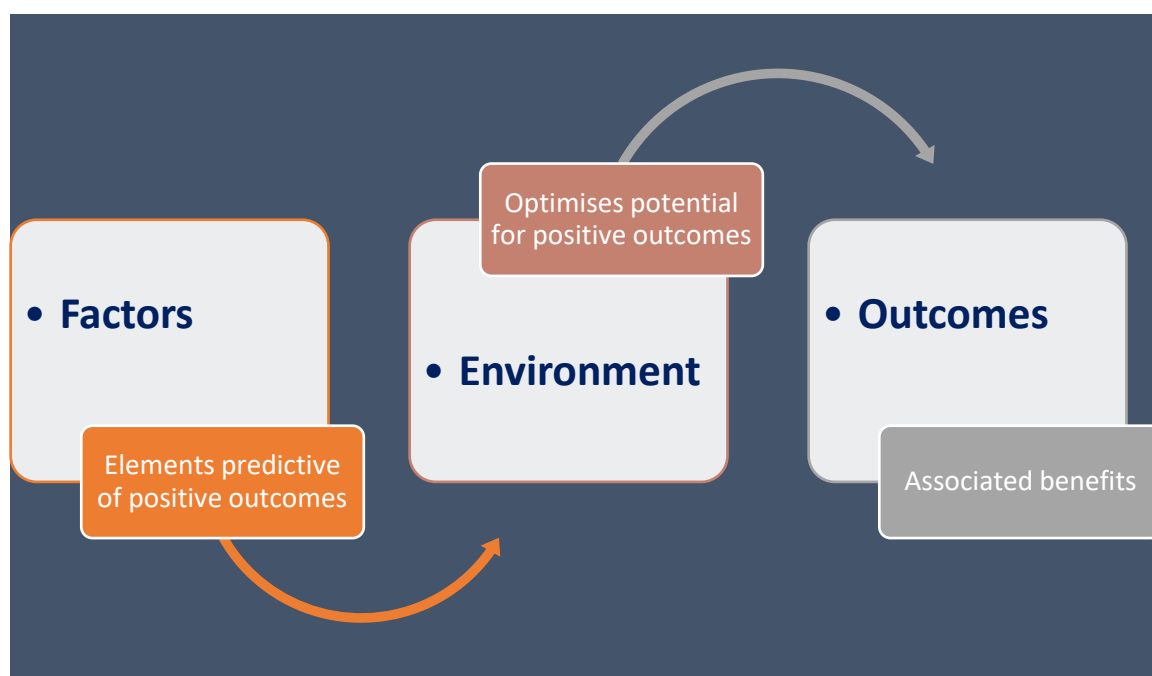 • Factors
Elements predictive
of positive outcomes
Optimises potential
for positive outcomes
• Environment
• Outcomes
Associated benefits